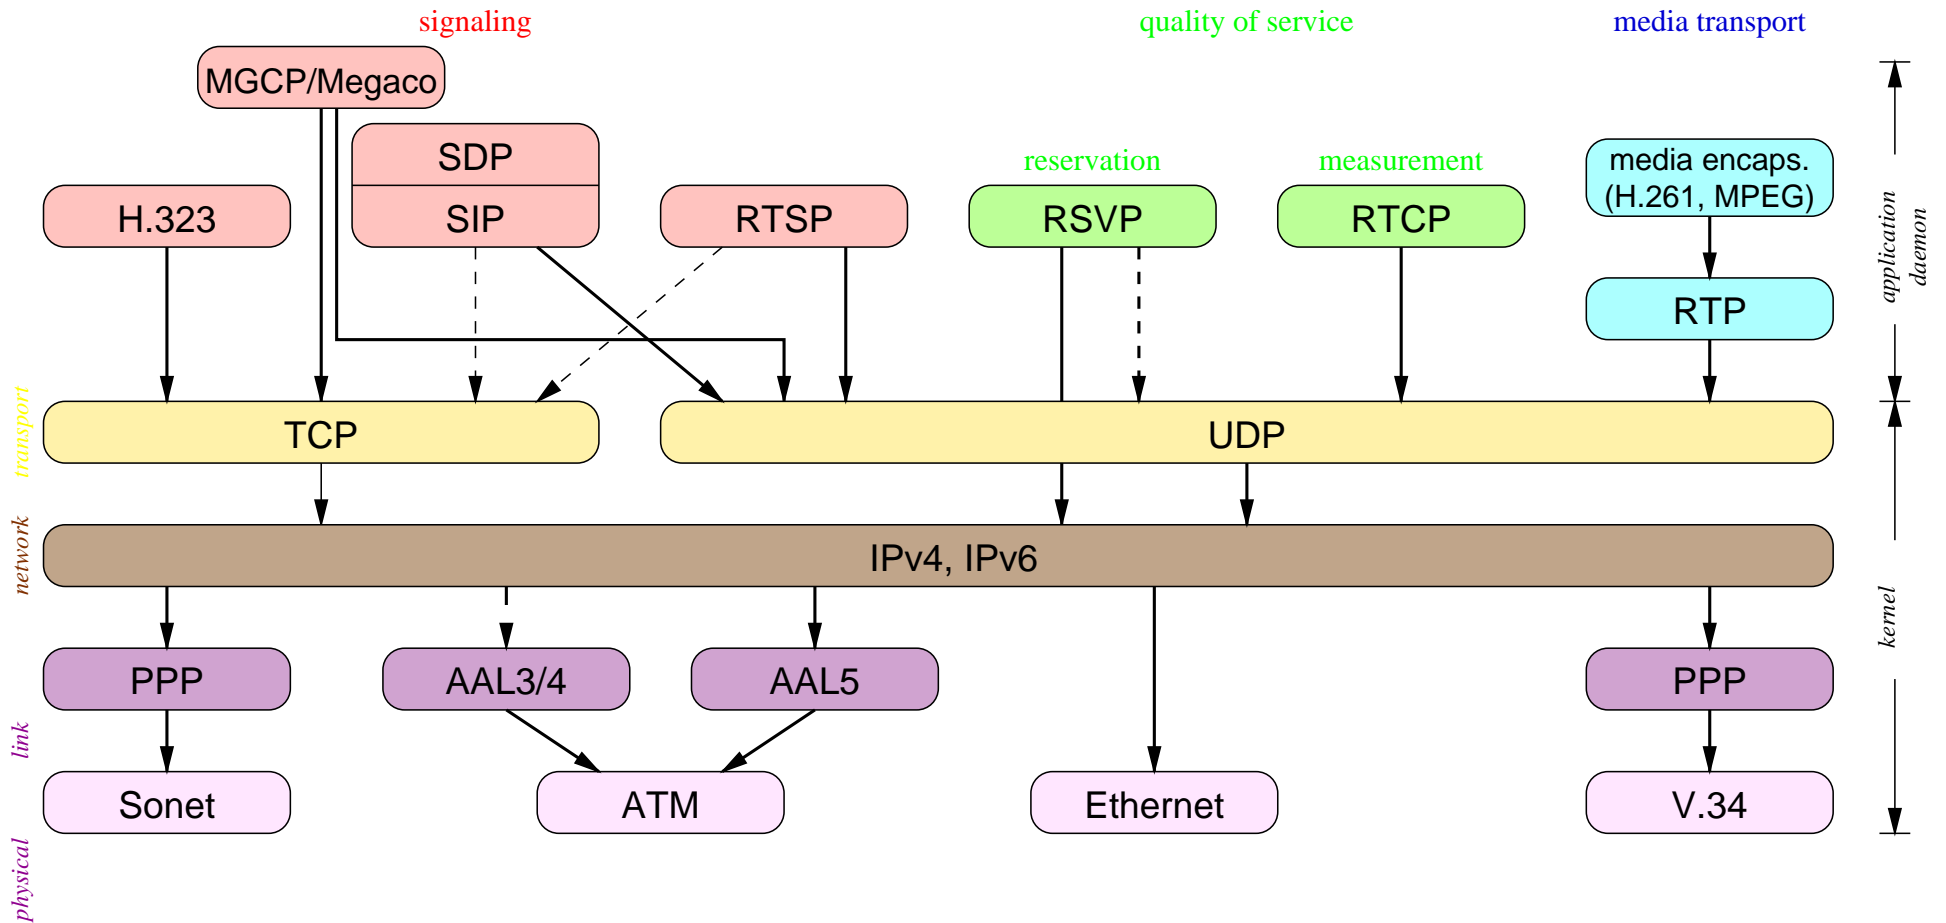 signaling
quality of service
media transport
MGCP/Megaco
SDP
SIP
H.323
RTSP
reservation
RSVP
measurement
RTCP
media encaps.
(H.261, MPEG)
RTP
application
daemon
transport
TCP
UDP
network
IPv4, IPv6
kernel
PPP
AAL3/4
AAL5
PPP
link
Sonet
ATM
Ethernet
V.34
physical